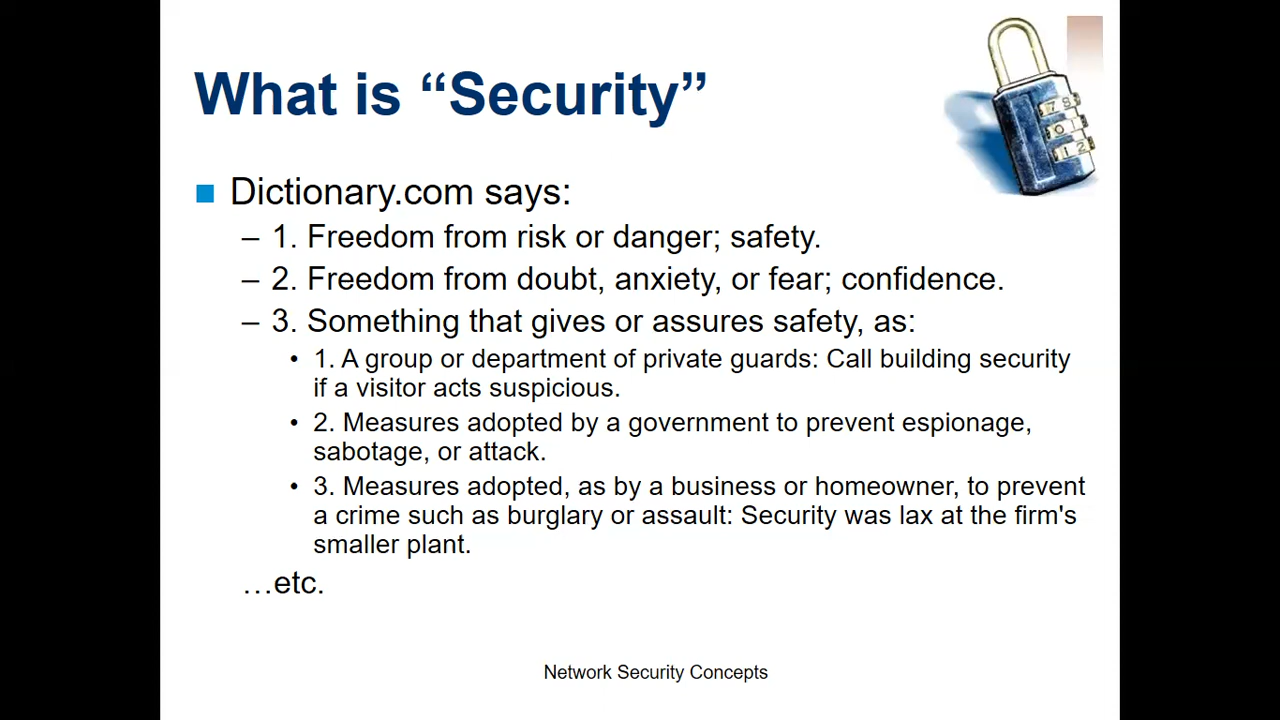 What is “Security”
Dictionary.com says:
– 1. Freedom from risk or danger; safety.
– 2. Freedom from doubt, anxiety, or fear; confidence.
– 3. Something that gives or assures safety, as:
• 1. A group or department of private guards: Call building security
if a visitor acts suspicious.
• 2. Measures adopted by a government to prevent espionage,
sabotage, or attack.
• 3. Measures adopted, as by a business or homeowner, to prevent
a crime such as burglary or assault: Security was lax at the firm's
smaller plant.
…etc.
Network Security Concepts